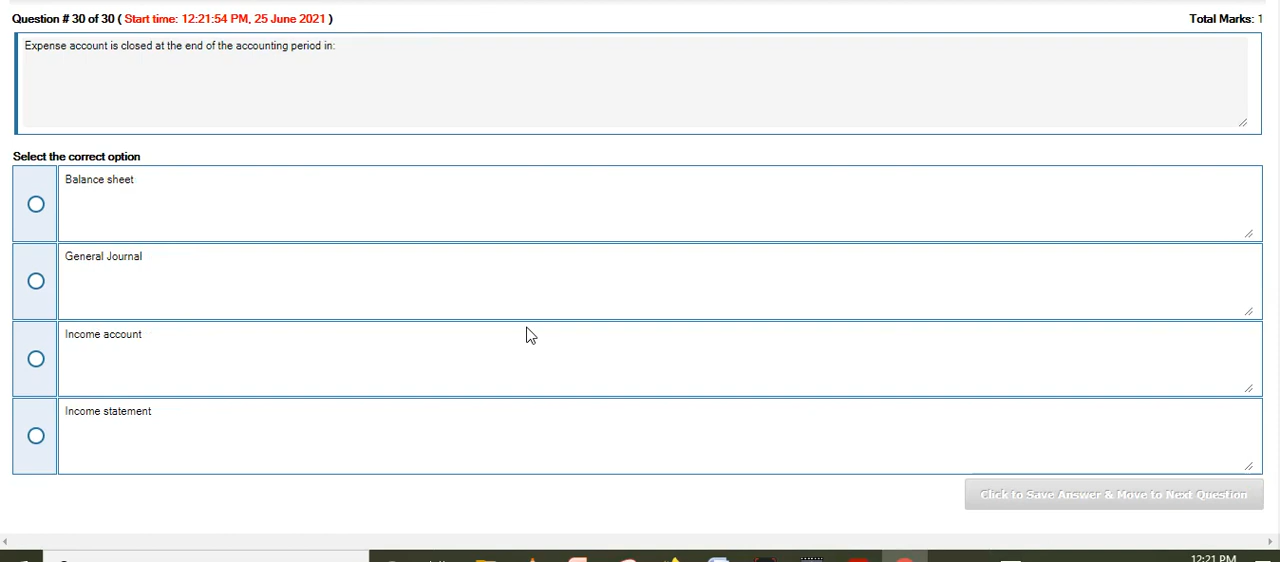 Question # 30 of 30 ( Start time: 12:21:54 PM, 25 June 2021 ) Total Marks: 1
Expense account is closed at the end of the accounting period in:
Select the correct option
Balance sheet
General Journal
Income account
Income statement
Click to Save Answer & Move to Next Question
12:21 PM